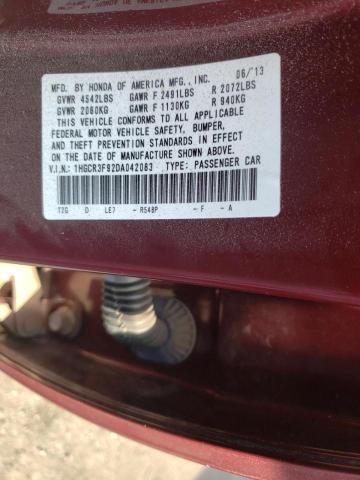 MFD. BY HONDA OF AMERICA MFG., INC. 06/13
GVWR 4542LBS GAWR F 2491LBS R 2072LBS
GVWR 2060KG GAWR F 1130KG R 940KG
THIS VEHICLE CONFORMS TO ALL APPLICABLE
FEDERAL MOTOR VEHICLE SAFETY, BUMPER,
AND THEFT PREVENTION STANDARDS IN EFFECT
ON THE DATE OF MANUFACTURE SHOWN ABOVE.
V.I.N.: 1HGCR3F92DA042083 TYPE: PASSENGER CAR
T2G D LE7 - R548P - F - A